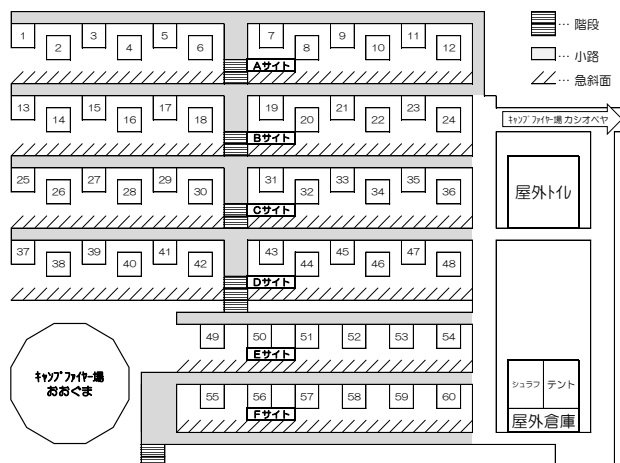 … 階段
… 小路
… 急斜面
1 2 3 4 5 6 7 8 9 10 11 12
Aサイト
13 14 15 16 17 18 19 20 21 22 23 24
Bサイト
キャンプファイヤー場カシオペヤ
25 26 27 28 29 30 31 32 33 34 35 36
Cサイト
屋外トイレ
37 38 39 40 41 42 43 44 45 46 47 48
Dサイト
49 50 51 52 53 54
Eサイト
キャンプファイヤー場
おおぐま
55 56 57 58 59 60
Fサイト
シュラフ テント
屋外倉庫